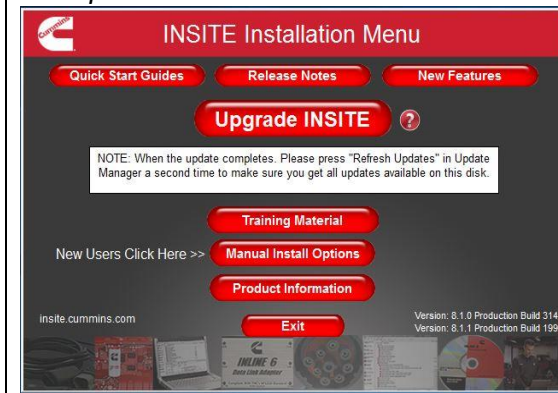 Cummins
INSITE Installation Menu
Quick Start Guides
Release Notes
New Features
Upgrade INSITE
?
NOTE: When the update completes. Please press "Refresh Updates" in Update
Manager a second time to make sure you get all updates available on this disk.
Training Material
New Users Click Here >>
Manual Install Options
Product Information
insite.cummins.com
Exit
Version: 8.1.0 Production Build 314
Version: 8.1.1 Production Build 199
INLINE 6
Data Link Adapter